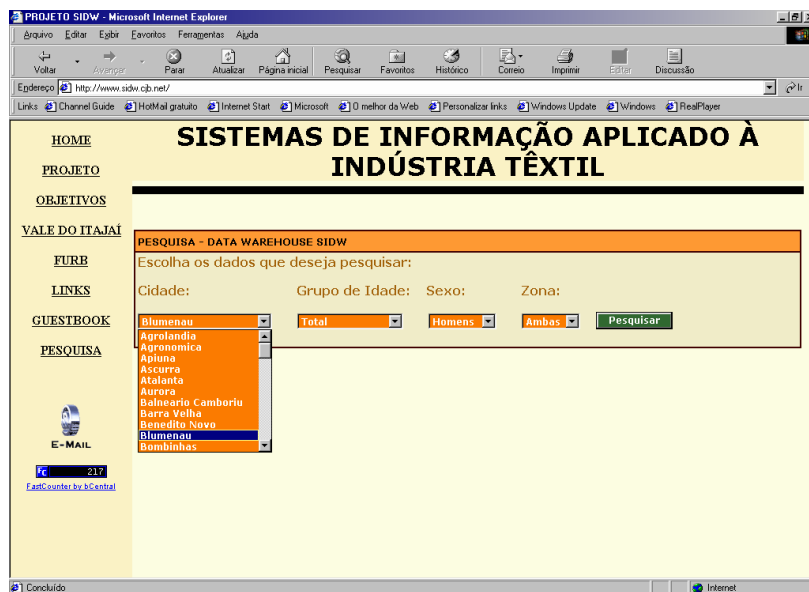 PROJETO SIDW - Microsoft Internet Explorer
Arquivo Editar Exibir Favoritos Ferramentas Ajuda
Voltar Avançar Parar Atualizar Página inicial Pesquisar Favoritos Histórico Correio Imprimir Editar Discussão
Endereço http://www.sidw.cjb.net/ Ir
Links Channel Guide HotMail gratuito Internet Start Microsoft O melhor da Web Personalizar links Windows Update Windows RealPlayer
SISTEMAS DE INFORMAÇÃO APLICADO À
INDÚSTRIA TÊXTIL
HOME
PROJETO
OBJETIVOS
VALE DO ITAJAÍ
FURB
LINKS
GUESTBOOK
PESQUISA
E-MAIL
FC 217
FastCounter by bCentral
PESQUISA - DATA WAREHOUSE SIDW
Escolha os dados que deseja pesquisar:
Cidade: Grupo de Idade: Sexo: Zona:
Blumenau Total Homens Ambas Pesquisar
Agrolandia
Agronomica
Apiuna
Ascurra
Atalanta
Aurora
Balneario Camboriu
Barra Velha
Benedito Novo
Blumenau
Bombinhas
Concluído Internet